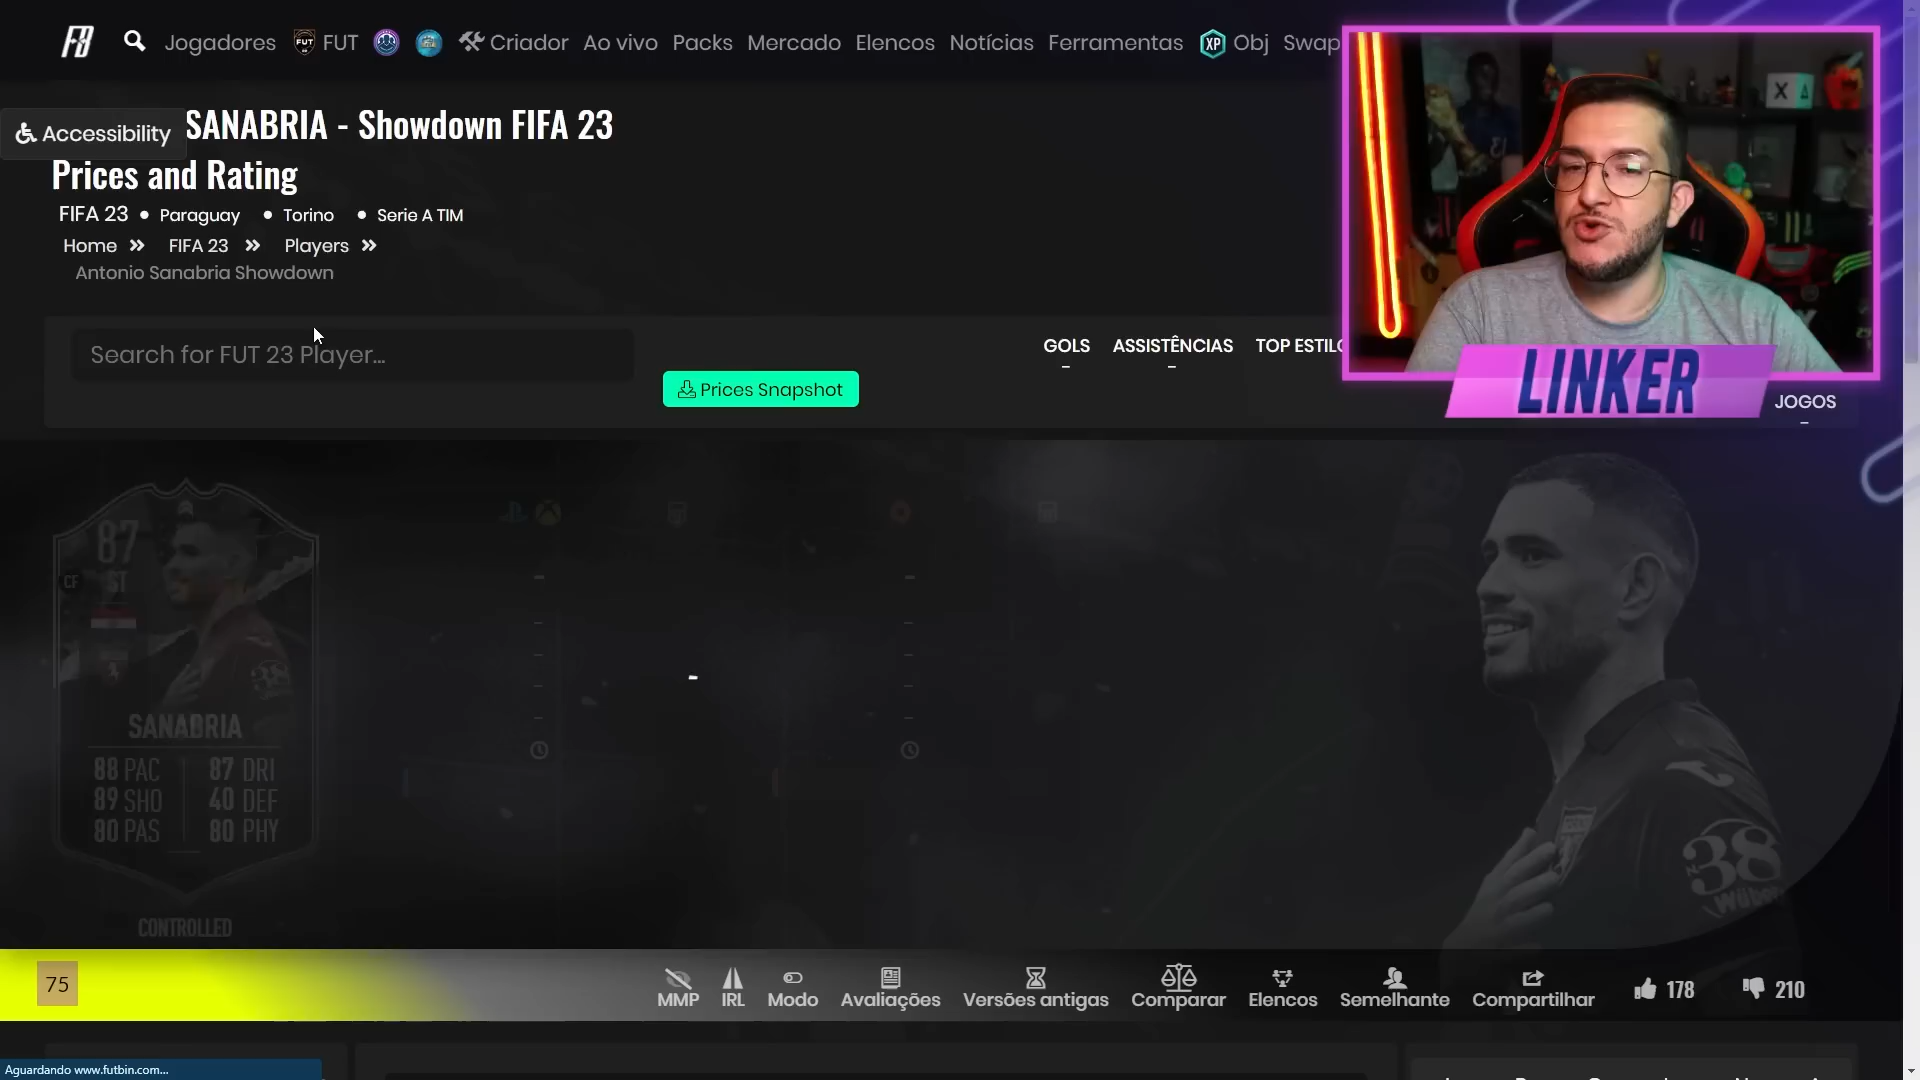 Jogadores FUT Criador Ao vivo Packs Mercado Elencos Notícias Ferramentas XP Obj Swap
X
Accessibility
SANABRIA - Showdown FIFA 23
Prices and Rating
FIFA 23 • Paraguay • Torino • Serie A TIM
Home » FIFA 23 » Players »
Antonio Sanabria Showdown
Search for FUT 23 Player...
Prices Snapshot
GOLS ASSISTÊNCIAS TOP ESTILO
- -
LINKER
JOGOS
-
87
CF ST
SANABRIA
88 PAC 87 DRI
89 SHO 40 DEF
80 PAS 80 PHY
CONTROLLED
38
75
MMP IRL Modo Avaliações Versões antigas Comparar Elencos Semelhante Compartilhar 178 210
Aguardando www.futbin.com...